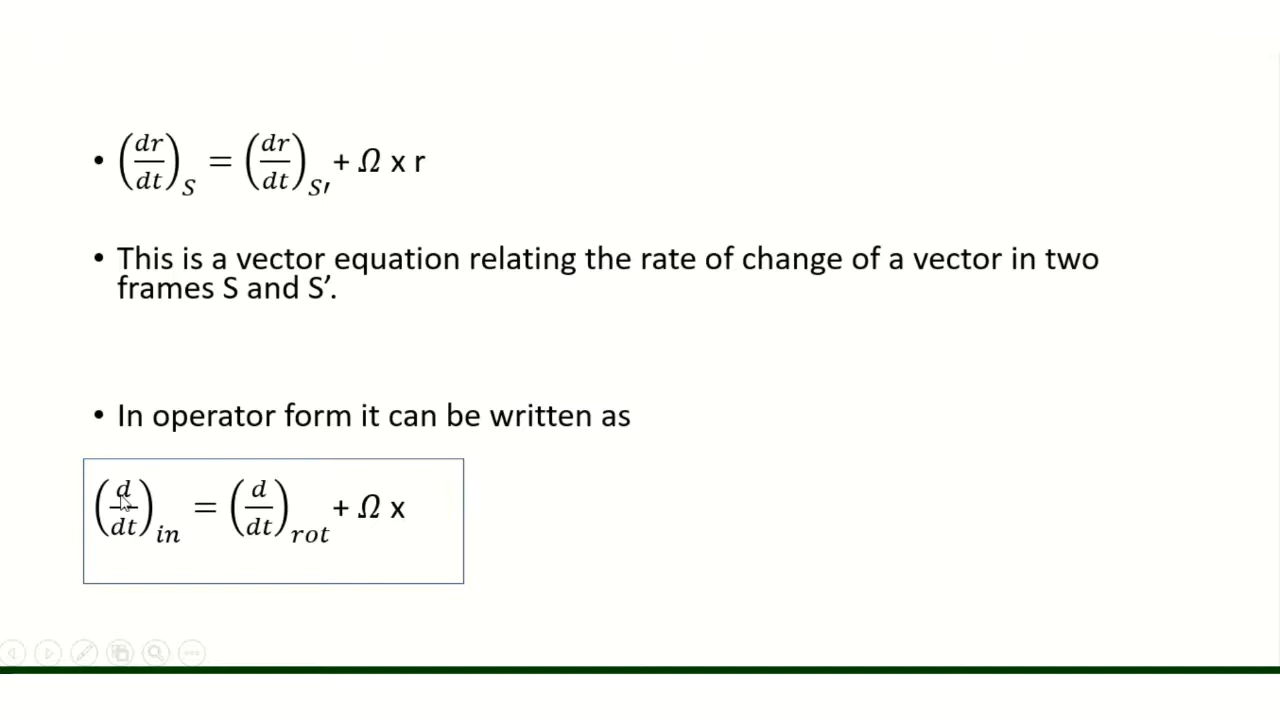 • (dr/dt)_S = (dr/dt)_S′ + Ω x r
• This is a vector equation relating the rate of change of a vector in two
frames S and S’.
• In operator form it can be written as
(d/dt)_in = (d/dt)_rot + Ω x